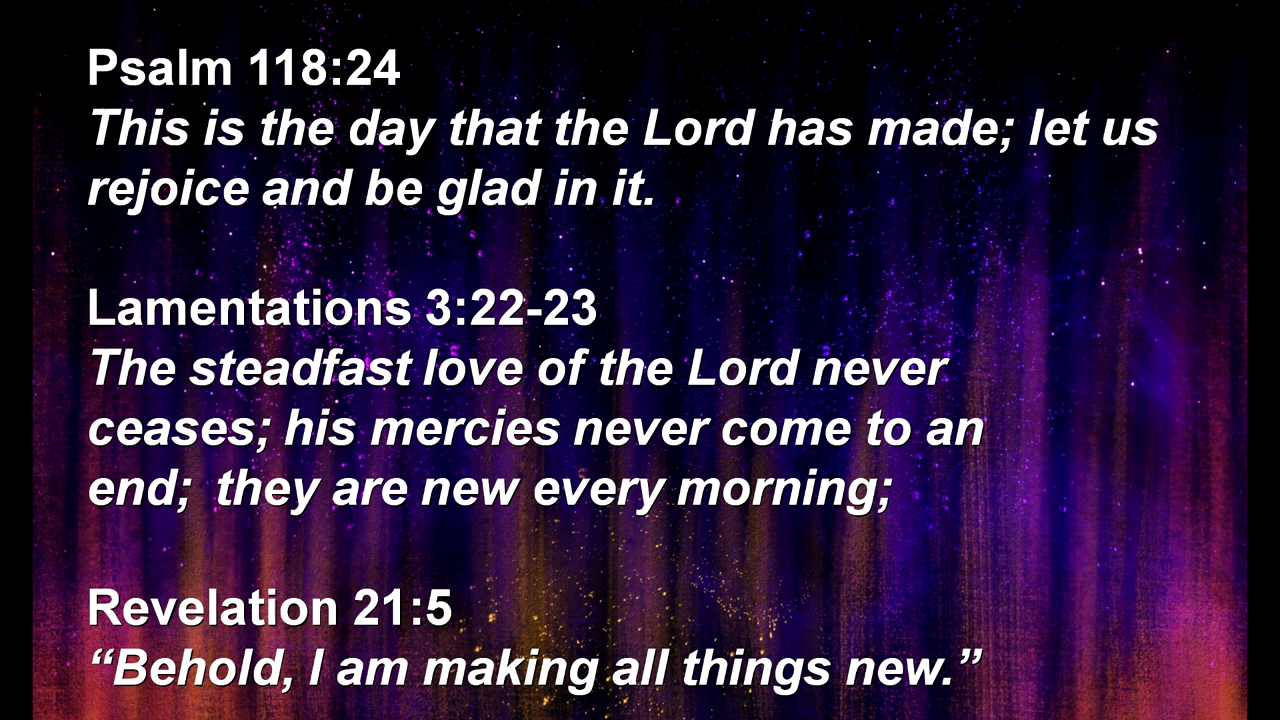 Psalm 118:24
This is the day that the Lord has made; let us
rejoice and be glad in it.
Lamentations 3:22-23
The steadfast love of the Lord never
ceases; his mercies never come to an
end;  they are new every morning;
Revelation 21:5
“Behold, I am making all things new.”